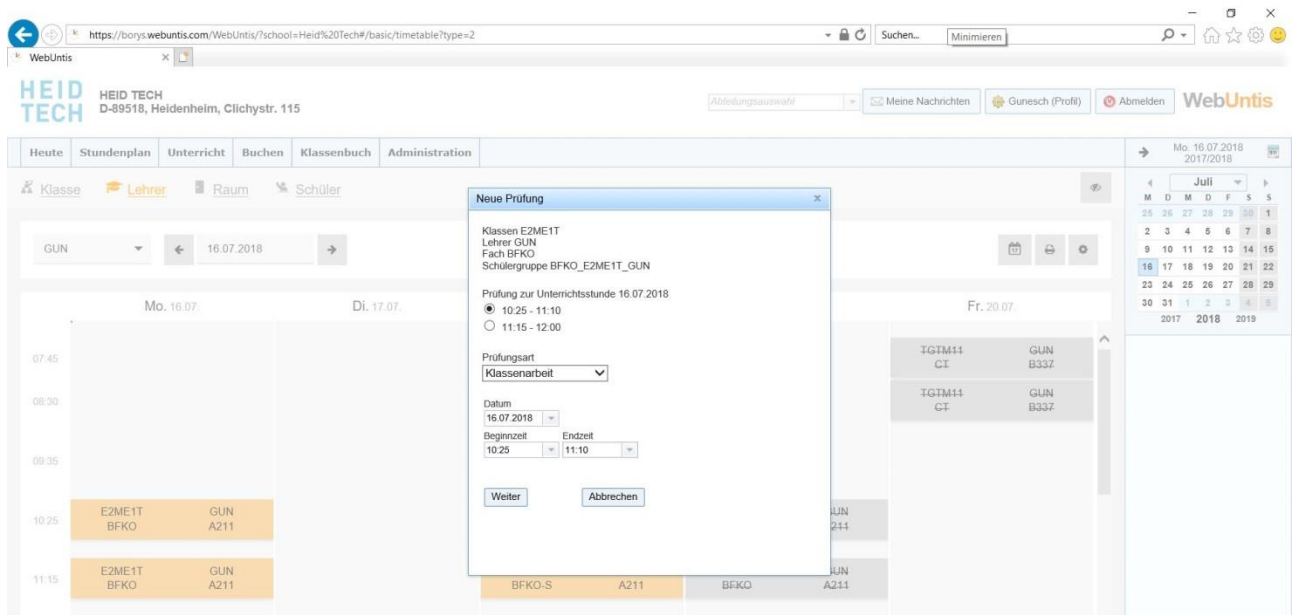 https://borys.webuntis.com/WebUntis/?school=Heid%20Tech#/basic/timetable?type=2
Suchen...
Minimieren
WebUntis
HEID TECH
HEID TECH
D-89518, Heidenheim, Clichystr. 115
Abteilungsauswahl
Meine Nachrichten
Gunesch (Profil)
Abmelden
WebUntis
Heute Stundenplan Unterricht Buchen Klassenbuch Administration
Mo. 16.07.2018
2017/2018
Klasse Lehrer Raum Schüler
GUN
16.07.2018
Mo. 16.07.
Di. 17.07.
Fr. 20.07.
07:45
08:30
09:35
10:25
11:15
E2ME1T GUN
BFKO A211
E2ME1T GUN
BFKO A211
Neue Prüfung x
Klassen E2ME1T
Lehrer GUN
Fach BFKO
Schülergruppe BFKO_E2ME1T_GUN
Prüfung zur Unterrichtsstunde 16.07.2018
10:25 - 11:10
11:15 - 12:00
Prüfungsart
Klassenarbeit
Datum
16.07.2018
Beginnzeit Endzeit
10:25 11:10
Weiter Abbrechen
BFKO-S A211
BFKO A211
GUN
211
GUN
TGTM11 GUN
CT B337
TGTM11 GUN
CT B337
Juli
M D M D F S S
25 26 27 28 29 30 1
2 3 4 5 6 7 8
9 10 11 12 13 14 15
16 17 18 19 20 21 22
23 24 25 26 27 28 29
30 31 1 2 3 4 5
2017 2018 2019